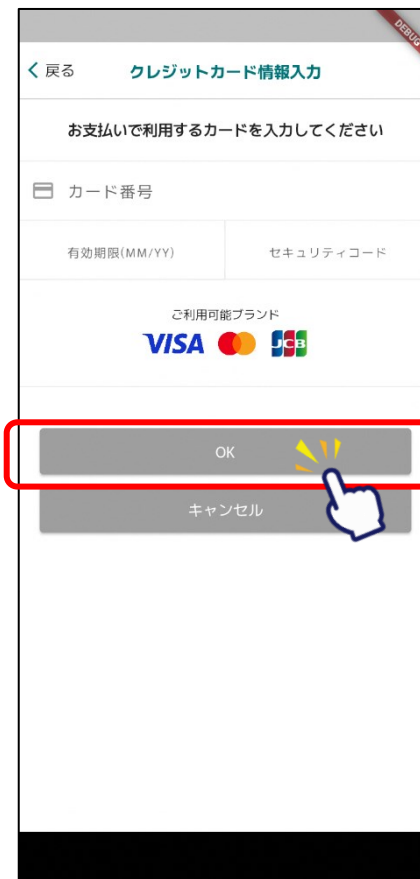 DEBUG
戻る
クレジットカード情報入力
お支払いで利用するカードを入力してください
カード番号
有効期限(MM/YY)
セキュリティコード
ご利用可能ブランド
VISA
JCB
OK
キャンセル